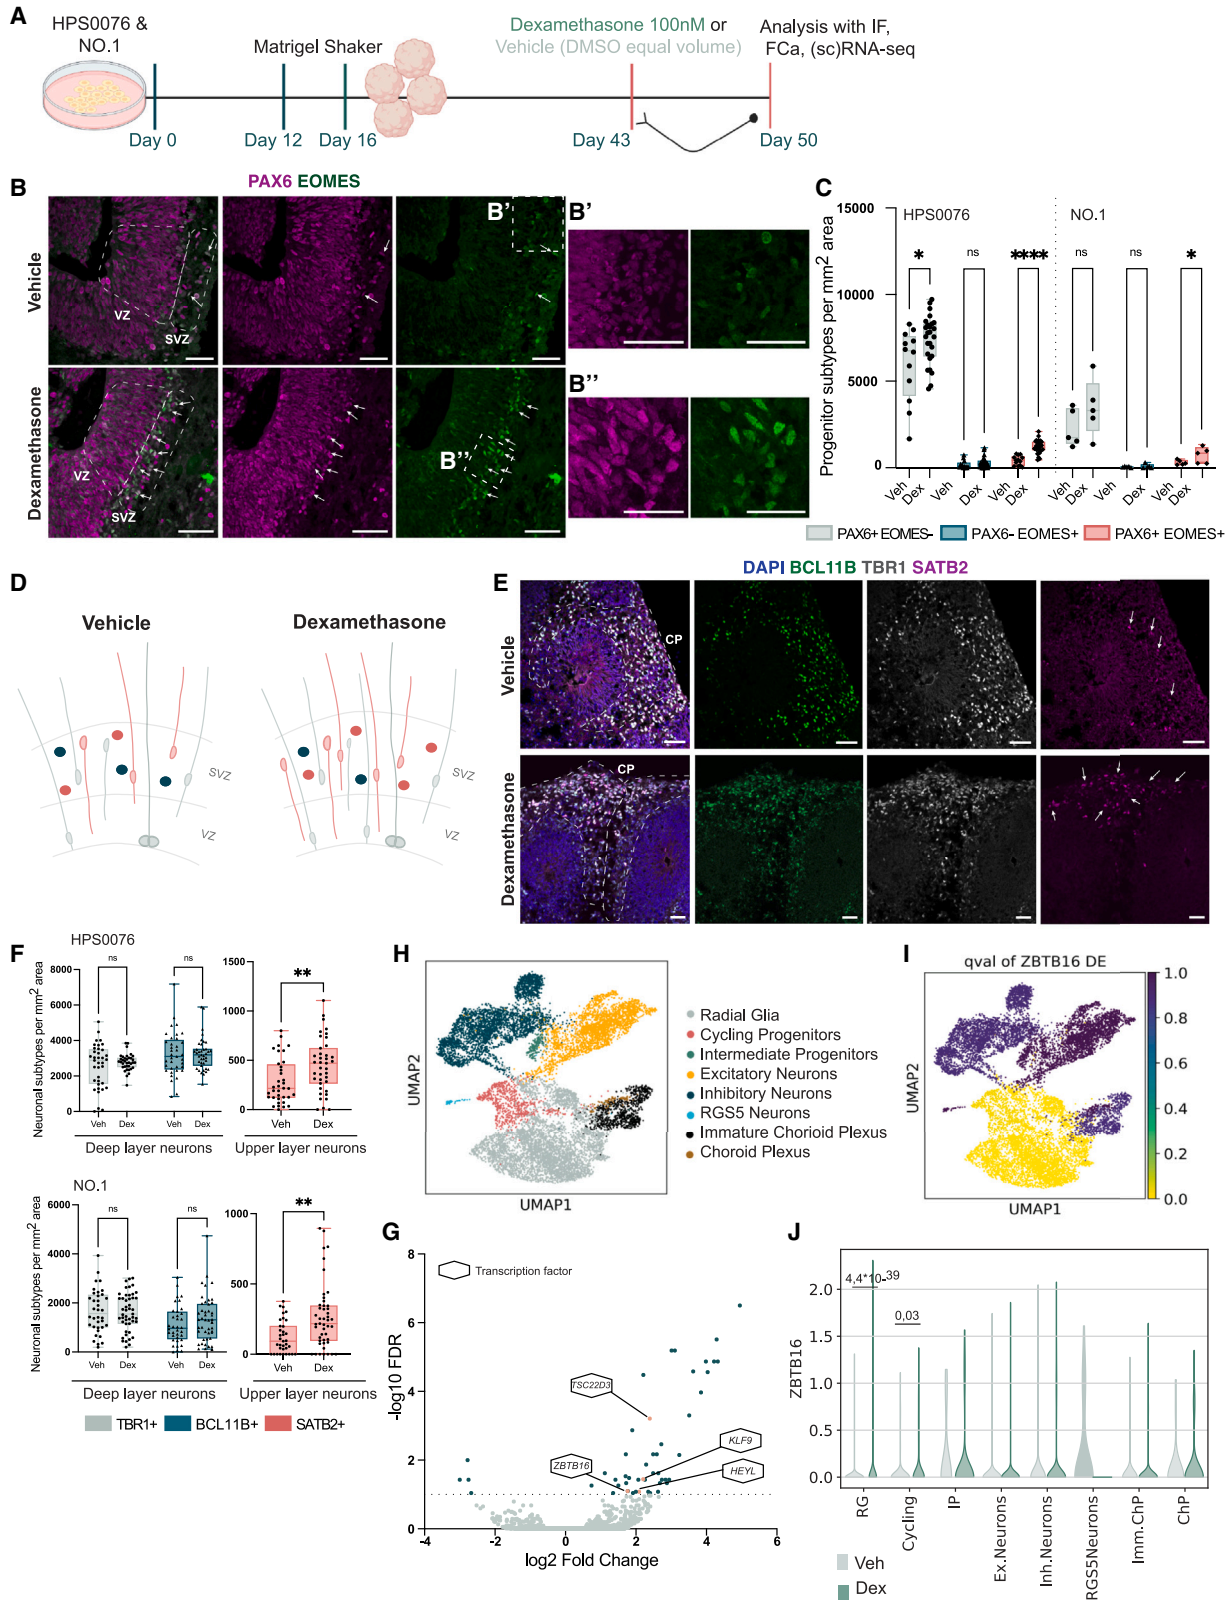 A
HPS0076 &
NO.1
Matrigel Shaker
Dexamethasone 100nM or
Vehicle (DMSO equal volume)
Analysis with IF,
FCa, (sc)RNA-seq
Day 0
Day 12
Day 16
Day 43
Day 50
B
PAX6 EOMES
Vehicle
Dexamethasone
VZ
SVZ
B'
B'
VZ
SVZ
B''
B''
C
HPS0076
NO.1
Progenitor subtypes per mm² area
15000
10000
5000
0
*
ns
****
ns
ns
*
Veh
Dex
Veh
Dex
Veh
Dex
Veh
Dex
Veh
Dex
Veh
Dex
PAX6+EOMES-
PAX6- EOMES+
PAX6+ EOMES+
D
Vehicle
Dexamethasone
SVZ
VZ
SVZ
VZ
E
DAPI BCL11B TBR1 SATB2
Vehicle
Dexamethasone
CP
CP
F
HPS0076
Neuronal subtypes per mm² area
8000
6000
4000
2000
0
ns
ns
Veh
Dex
Veh
Dex
Deep layer neurons
1500
1000
500
0
**
Veh
Dex
Upper layer neurons
NO.1
Neuronal subtypes per mm² area
6000
4000
2000
0
ns
ns
Veh
Dex
Veh
Dex
Deep layer neurons
1000
500
0
**
Veh
Dex
Upper layer neurons
TBR1+
BCL11B+
SATB2+
H
UMAP2
UMAP1
Radial Glia
Cycling Progenitors
Intermediate Progenitors
Excitatory Neurons
Inhibitory Neurons
RGS5 Neurons
Immature Chorioid Plexus
Choroid Plexus
I
qval of ZBTB16 DE
UMAP2
UMAP1
1.0
0.8
0.6
0.4
0.2
0.0
G
Transcription factor
-log10 FDR
8
6
4
2
0
TSC22D3
ZBTB16
KLF9
HEYL
-4
-2
0
2
4
log2 Fold Change
J
ZBTB16
2.0
1.5
1.0
0.5
0.0
4,4*10-39
0,03
RG
Cycling
IP
Ex.Neurons
Inh.Neurons
RGS5Neurons
Imm.ChP
ChP
Veh
Dex